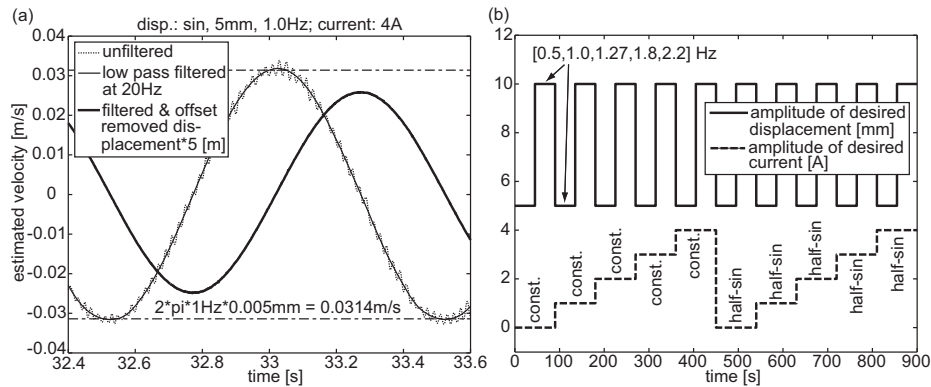 (a)
disp.: sin, 5mm, 1.0Hz; current: 4A
0.04
0.03
0.02
0.01
0
-0.01
-0.02
-0.03
-0.04
estimated velocity [m/s]
unfiltered
low pass filtered
at 20Hz
filtered & offset
removed dis-
placement*5 [m]
2*pi*1Hz*0.005mm = 0.0314m/s
32.4 32.6 32.8 33 33.2 33.4 33.6
time [s]
(b)
12
10
8
6
4
2
0
[0.5,1.0,1.27,1.8,2.2] Hz
amplitude of desired
displacement [mm]
amplitude of desired
current [A]
const.
const.
const.
const.
const.
half-sin
half-sin
half-sin
half-sin
half-sin
0 100 200 300 400 500 600 700 800 900
time [s]